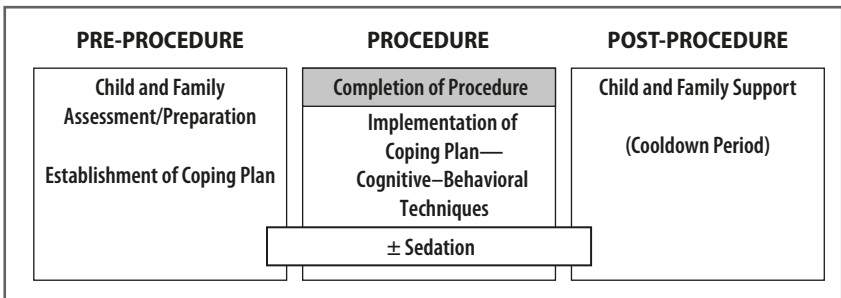 PRE-PROCEDURE
Child and Family
Assessment/Preparation
Establishment of Coping Plan
PROCEDURE
Completion of Procedure
Implementation of
Coping Plan—
Cognitive–Behavioral
Techniques
± Sedation
POST-PROCEDURE
Child and Family Support
(Cooldown Period)